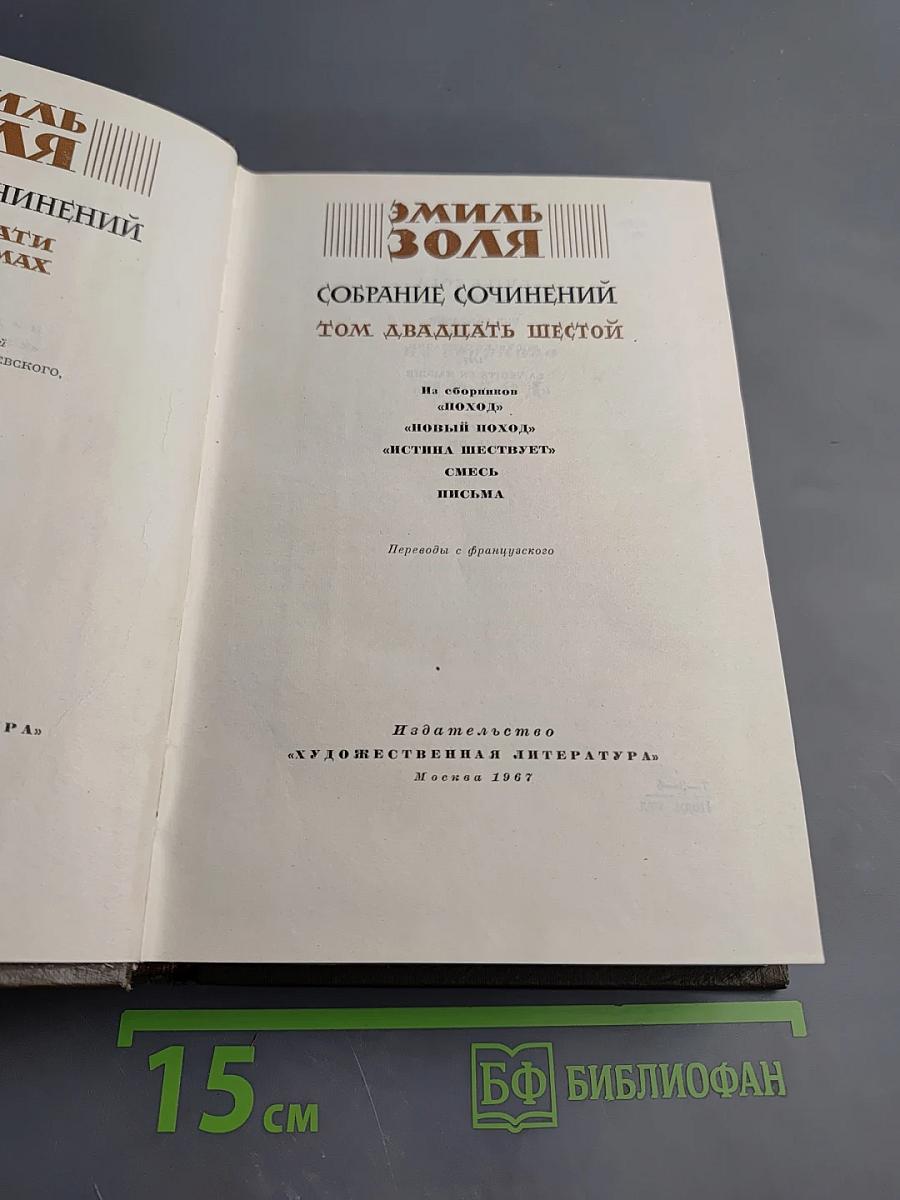 ЧИНЕНИЙ
ЭМИЛЬ
ЗОЛЯ
СОБРАНИЕ СОЧИНЕНИЙ
ТОМ ДВАДЦАТЬ ШЕСТОЙ
Из сборников
«ПОХОД»
«НОВЫЙ ПОХОД»
«ИСТИНА ШЕСТВУЕТ»
СМЕСЬ
ПИСЬМА
Переводы с французского
Издательство
«ХУДОЖЕСТВЕННАЯ ЛИТЕРАТУРА»
Москва 1967
15 см
БФ БИБЛИОФАН